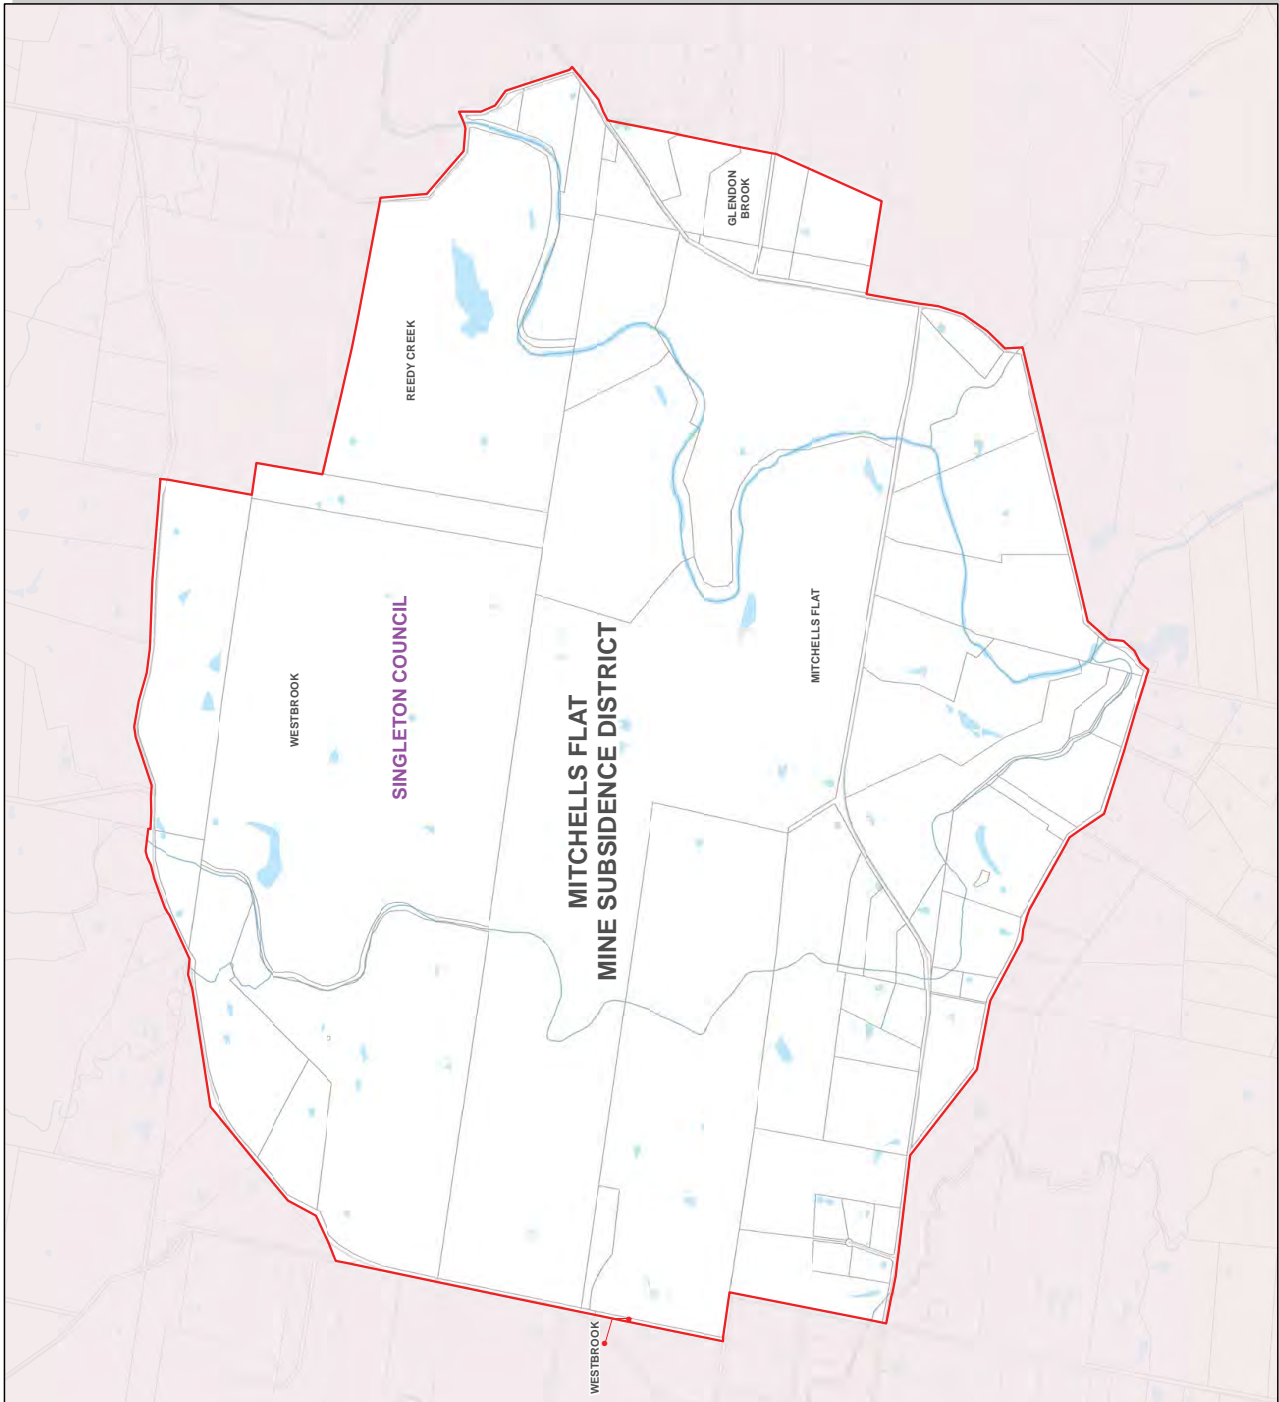 GLENDON
BROOK
REEDY CREEK
MITCHELLS FLAT
WESTBROOK
SINGLETON COUNCIL
MITCHELLS FLAT
MINE SUBSIDENCE DISTRICT
WESTBROOK